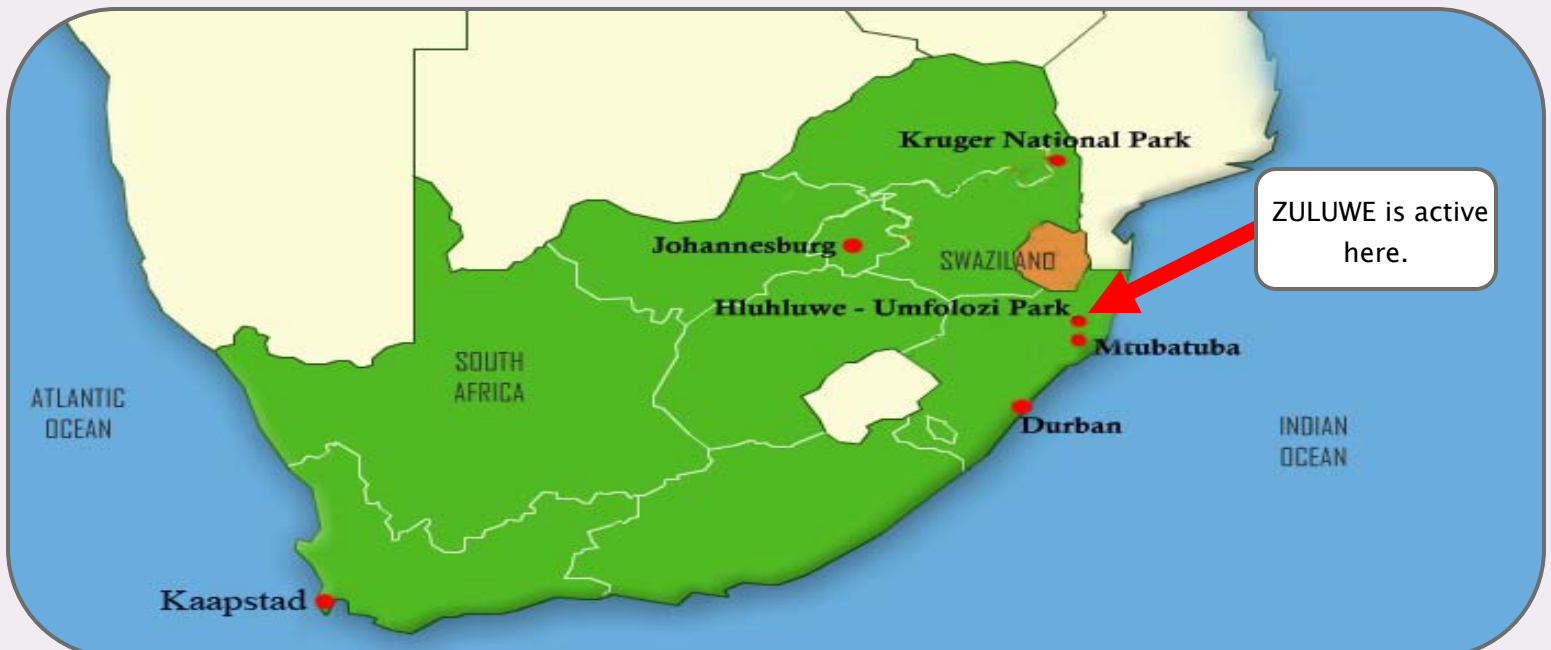 Kruger National Park
ZULUWE is active
here.
Johannesburg
SWAZILAND
Hluhluwe - Umfolozi Park
Mtubatuba
SOUTH
AFRICA
ATLANTIC
OCEAN
Durban
INDIAN
OCEAN
Kaapstad